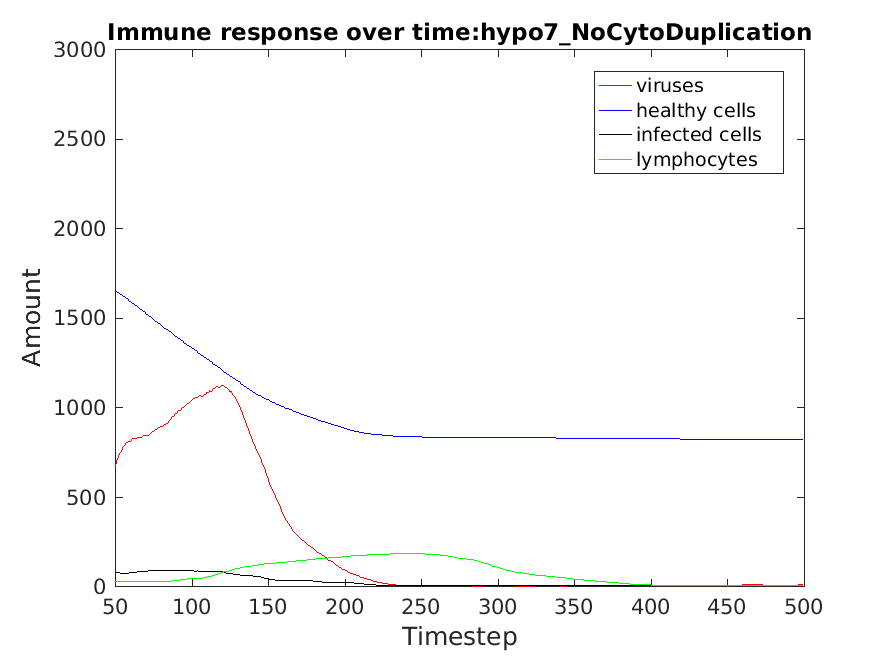 Immune response over time:hypo7_NoCytoDuplication
3000
2500
2000
1500
1000
500
0
Amount
viruses
healthy cells
infected cells
lymphocytes
50 100 150 200 250 300 350 400 450 500
Timestep